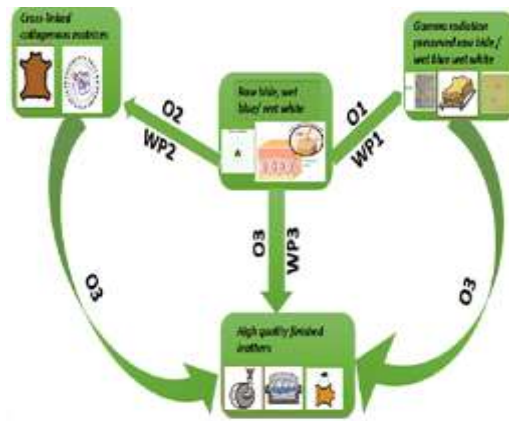 Cross-linked
collagenous matrices
Gamma radiation
preserved raw hide /
wet blue wet white
Raw hide, wet
blue/ wet white
O2
WP2
O1
WP1
O3
WP3
O3
O3
High quality finished
leathers